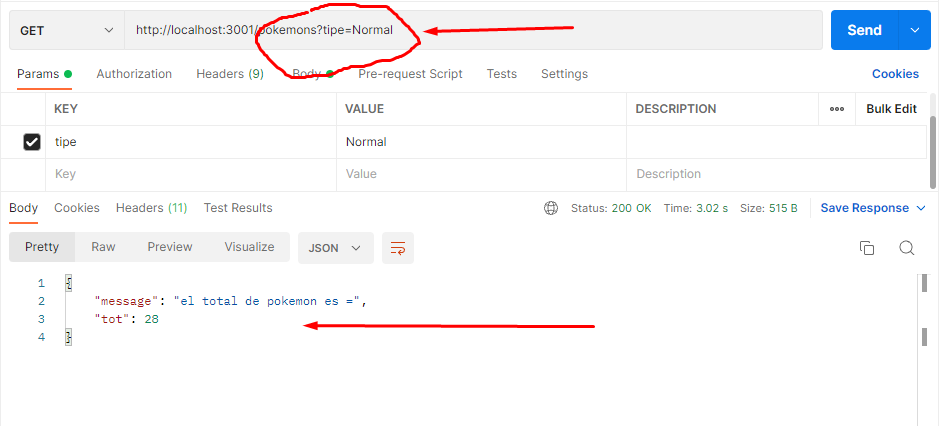 GET http://localhost:3001/pokemons?tipe=Normal Send
Params Authorization Headers (9) Body Pre-request Script Tests Settings Cookies
KEY VALUE DESCRIPTION ooo Bulk Edit
tipe Normal
Key Value Description
Body Cookies Headers (11) Test Results Status: 200 OK Time: 3.02 s Size: 515 B Save Response
Pretty Raw Preview Visualize JSON
1 {
2 "message": "el total de pokemon es =",
3 "tot": 28
4 }